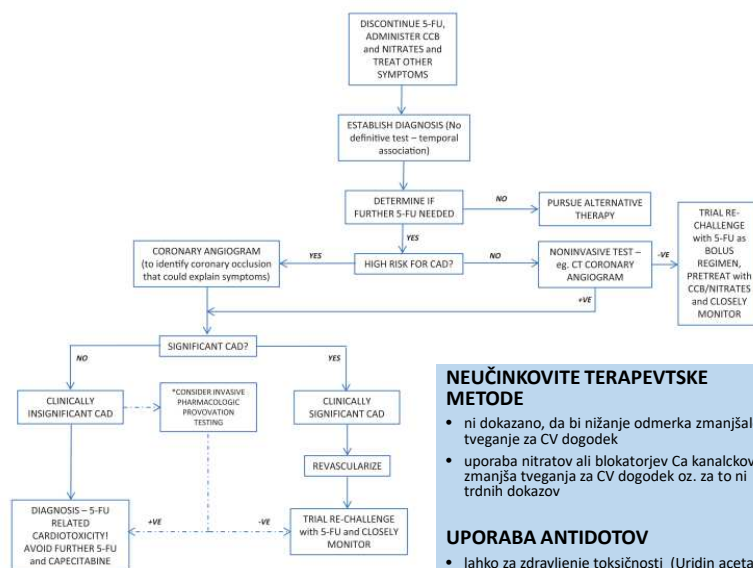 DISCONTINUE 5-FU,
ADMINISTER CCB
and NITRATES and
TREAT OTHER
SYMPTOMS
ESTABLISH DIAGNOSIS (No
definitive test – temporal
association)
DETERMINE IF
FURTHER 5-FU NEEDED
NO
PURSUE ALTERNATIVE
THERAPY
YES
HIGH RISK FOR CAD?
YES
CORONARY ANGIOGRAM
(to identify coronary occlusion
that could explain symptoms)
NO
NONINVASIVE TEST –
eg. CT CORONARY
ANGIOGRAM
-VE
TRIAL RE-
CHALLENGE
with 5-FU as
BOLUS
REGIMEN,
PRETREAT with
CCB/NITRATES
and CLOSELY
MONITOR
+VE
SIGNIFICANT CAD?
NO
YES
CLINICALLY
INSIGNIFICANT CAD
*CONSIDER INVASIVE
PHARMACOLOGIC
PROVOVATION
TESTING
CLINICALLY
SIGNIFICANT CAD
REVASCULARIZE
DIAGNOSIS – 5-FU
RELATED
CARDIOTOXICITY!
AVOID FURTHER 5-FU
and CAPECITABINE
+VE
-VE
TRIAL RE-CHALLENGE
with 5-FU and CLOSELY
MONITOR
NEUČINKOVITE TERAPEVTSKE
METODE
• ni dokazano, da bi nižanje odmerka
tveganje za CV dogodek
• uporaba nitratov ali blokatorjev Ca
zmanjša tveganja za CV dogodek oz. za to ni
trdnih dokazov
UPORABA ANTIDOTOV
• lahko za zdravljenje toksičnosti (Uridin